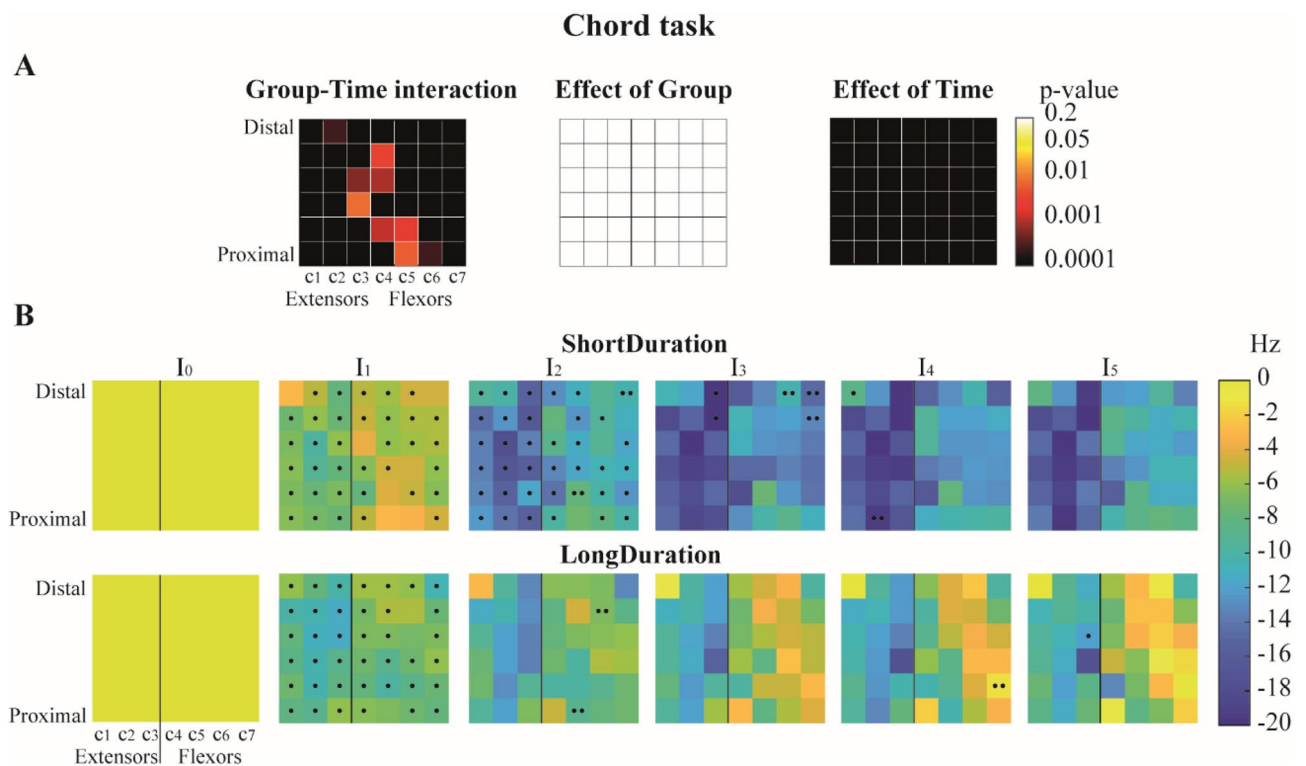 Chord task
A
Group-Time interaction Effect of Group Effect of Time p-value
Distal
Proximal
c1 c2 c3 c4 c5 c6 c7
Extensors Flexors
0.2
0.05
0.01
0.001
0.0001
B
ShortDuration
I0 I1 I2 I3 I4 I5 Hz
Distal
Proximal
LongDuration
Distal
Proximal
c1 c2 c3 c4 c5 c6 c7
Extensors Flexors
0
-2
-4
-6
-8
-10
-12
-14
-16
-18
-20